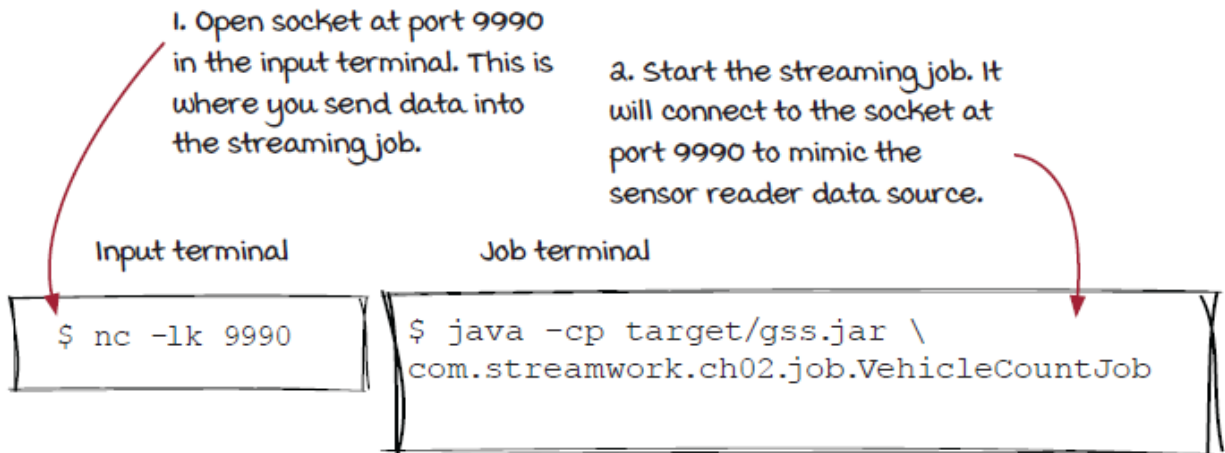 1. Open socket at port 9990
in the input terminal. This is
where you send data into
the streaming job.
2. Start the streaming job. It
will connect to the socket at
port 9990 to mimic the
sensor reader data source.
Input terminal
Job terminal
$ nc -lk 9990
$ java -cp target/gss.jar \
com.streamwork.ch02.job.VehicleCountJob